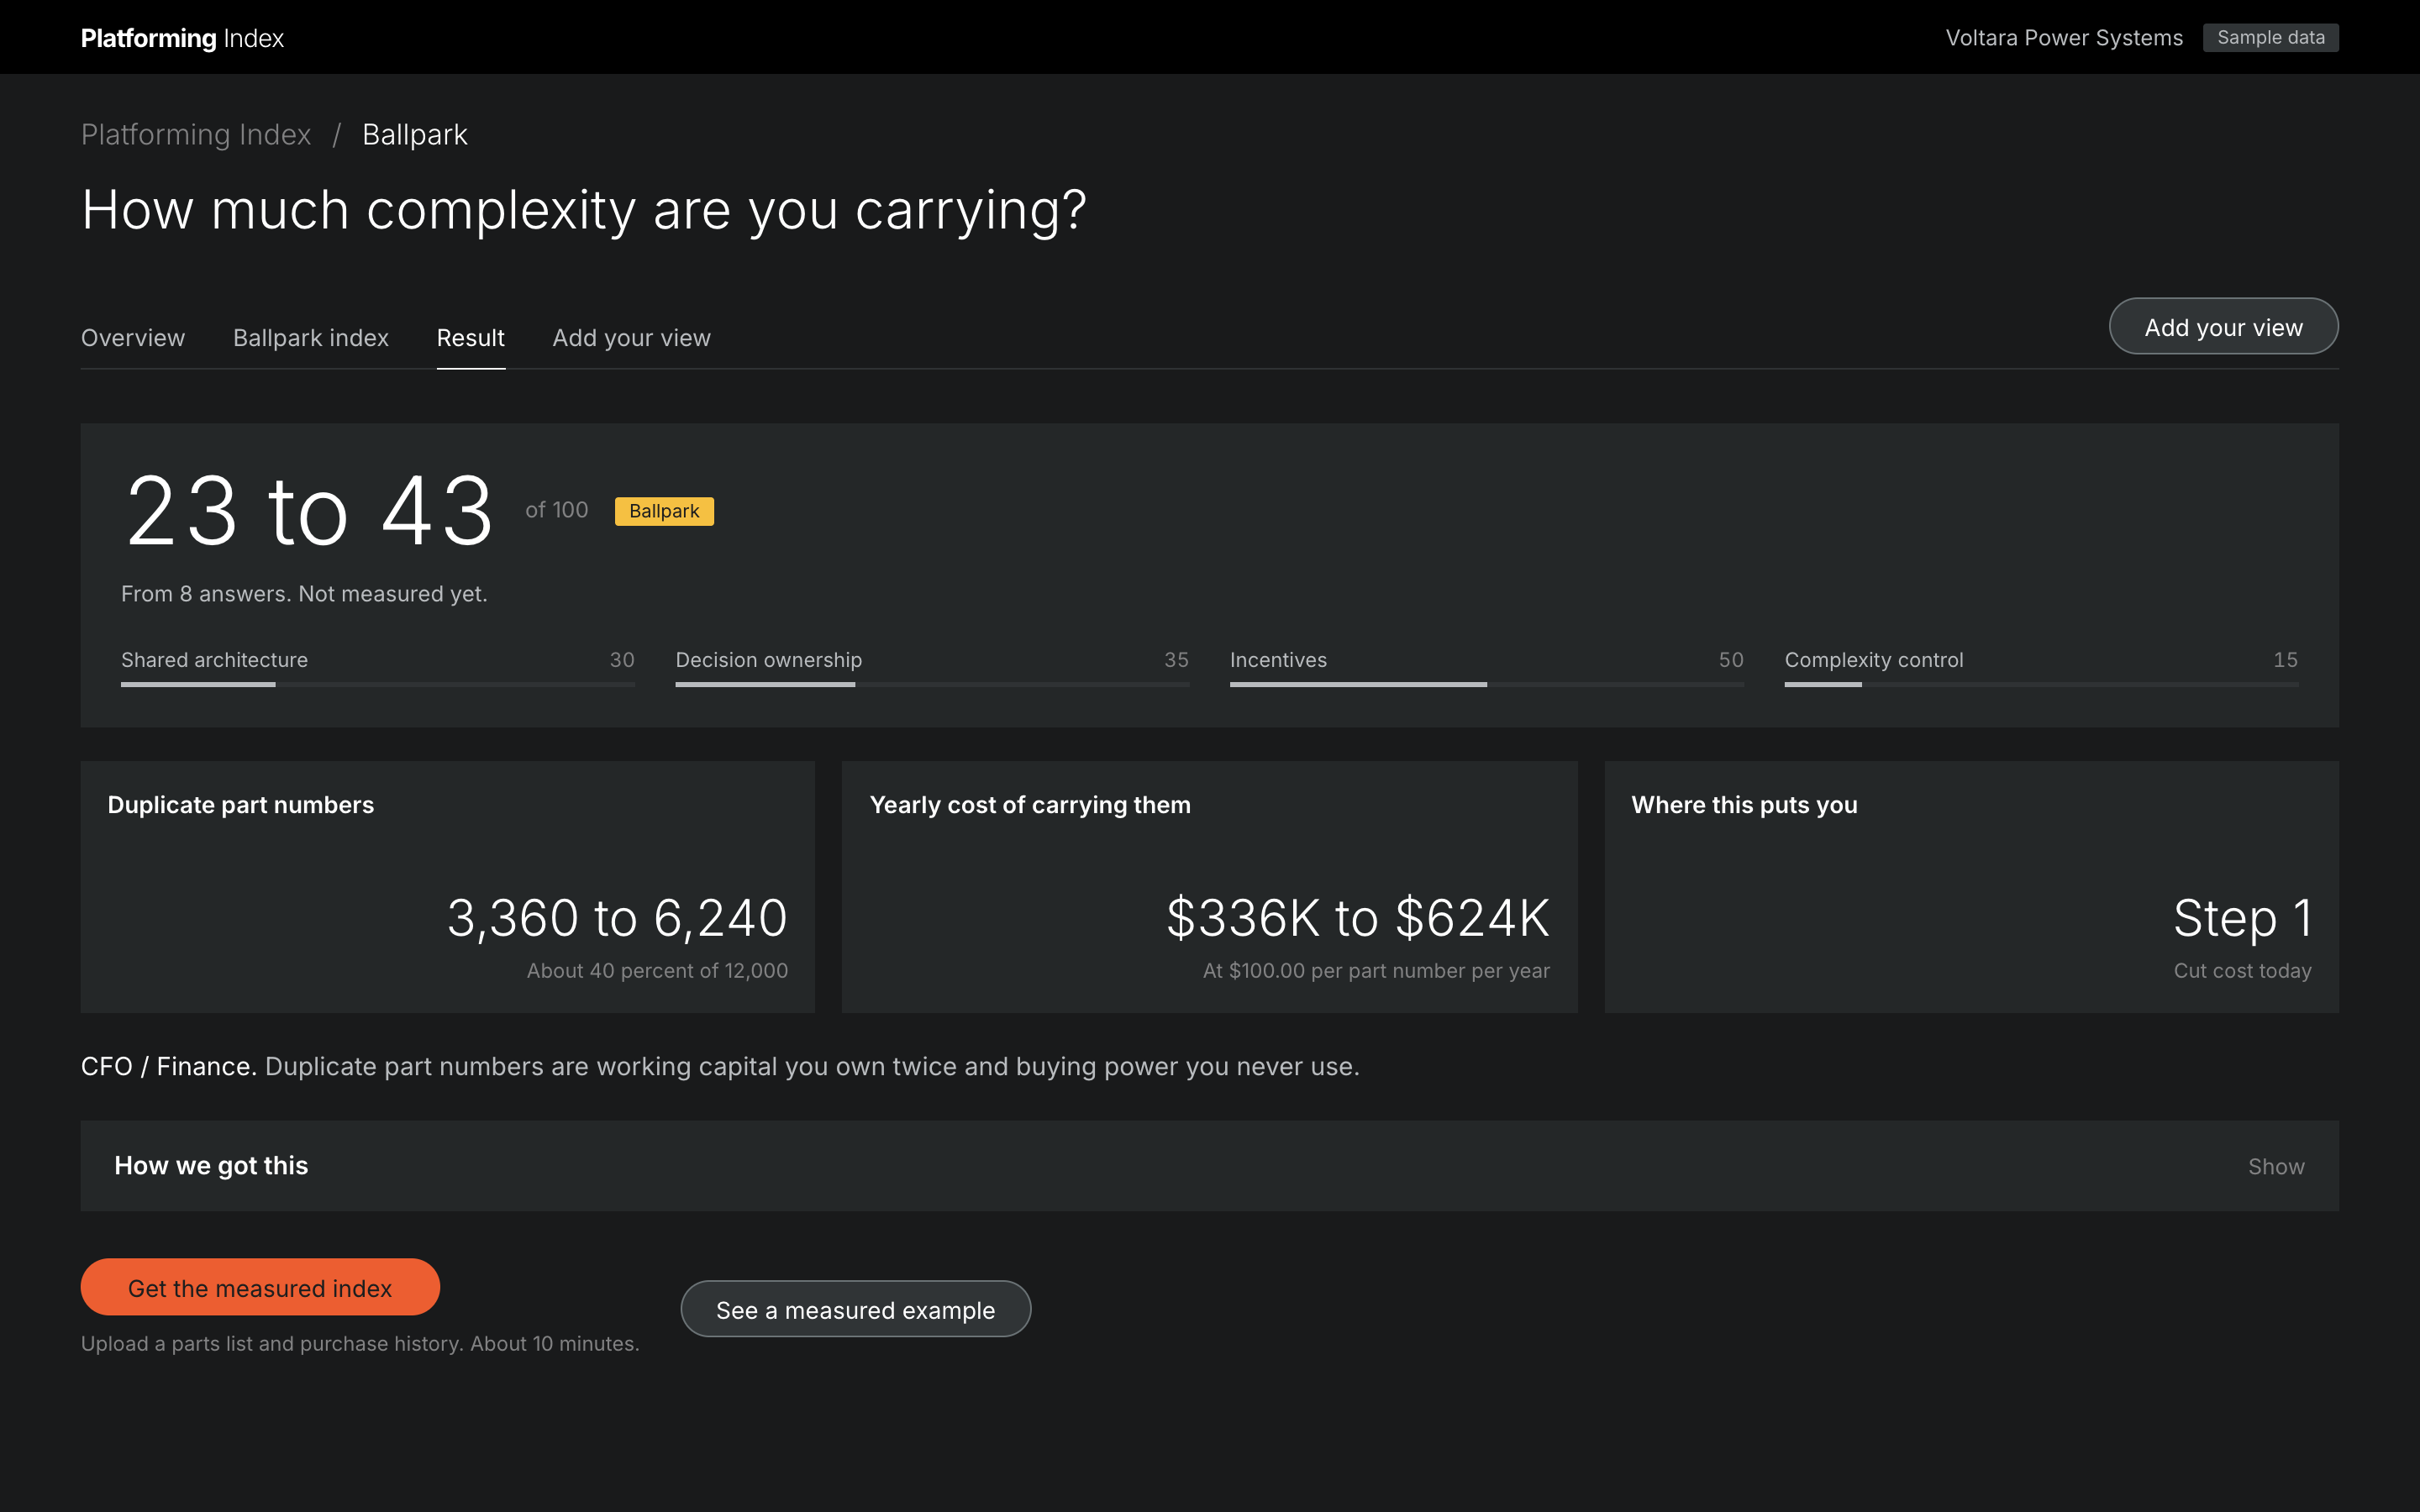 Platforming Index
Voltara Power Systems
Sample data
Platforming Index / Ballpark
How much complexity are you carrying?
Overview
Ballpark index
Result
Add your view
Add your view
23 to 43 of 100 Ballpark
From 8 answers. Not measured yet.
Shared architecture 30
Decision ownership 35
Incentives 50
Complexity control 15
Duplicate part numbers
3,360 to 6,240
About 40 percent of 12,000
Yearly cost of carrying them
$336K to $624K
At $100.00 per part number per year
Where this puts you
Step 1
Cut cost today
CFO / Finance. Duplicate part numbers are working capital you own twice and buying power you never use.
How we got this
Show
Get the measured index
Upload a parts list and purchase history. About 10 minutes.
See a measured example